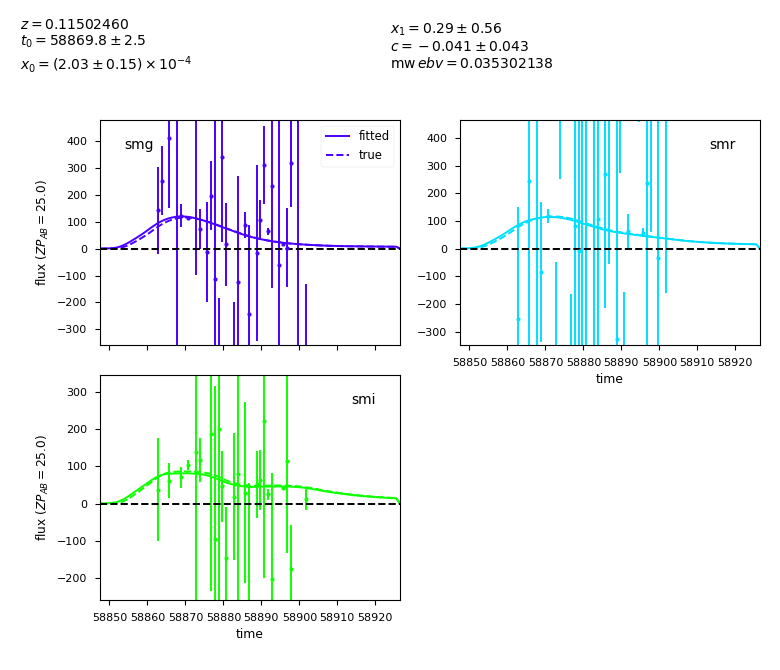 z = 0.11502460
t₀ = 58869.8 ± 2.5
x₀ = (2.03 ± 0.15) × 10⁻⁴
x₁ = 0.29 ± 0.56
c = −0.041 ± 0.043
mw ebv = 0.035302138
smg
fitted
true
400
300
200
100
0
−100
−200
−300
flux (ZP_AB = 25.0)
smr
400
300
200
100
0
−100
−200
−300
58850 58860 58870 58880 58890 58900 58910 58920
time
smi
300
200
100
0
−100
−200
flux (ZP_AB = 25.0)
58850 58860 58870 58880 58890 58900 58910 58920
time